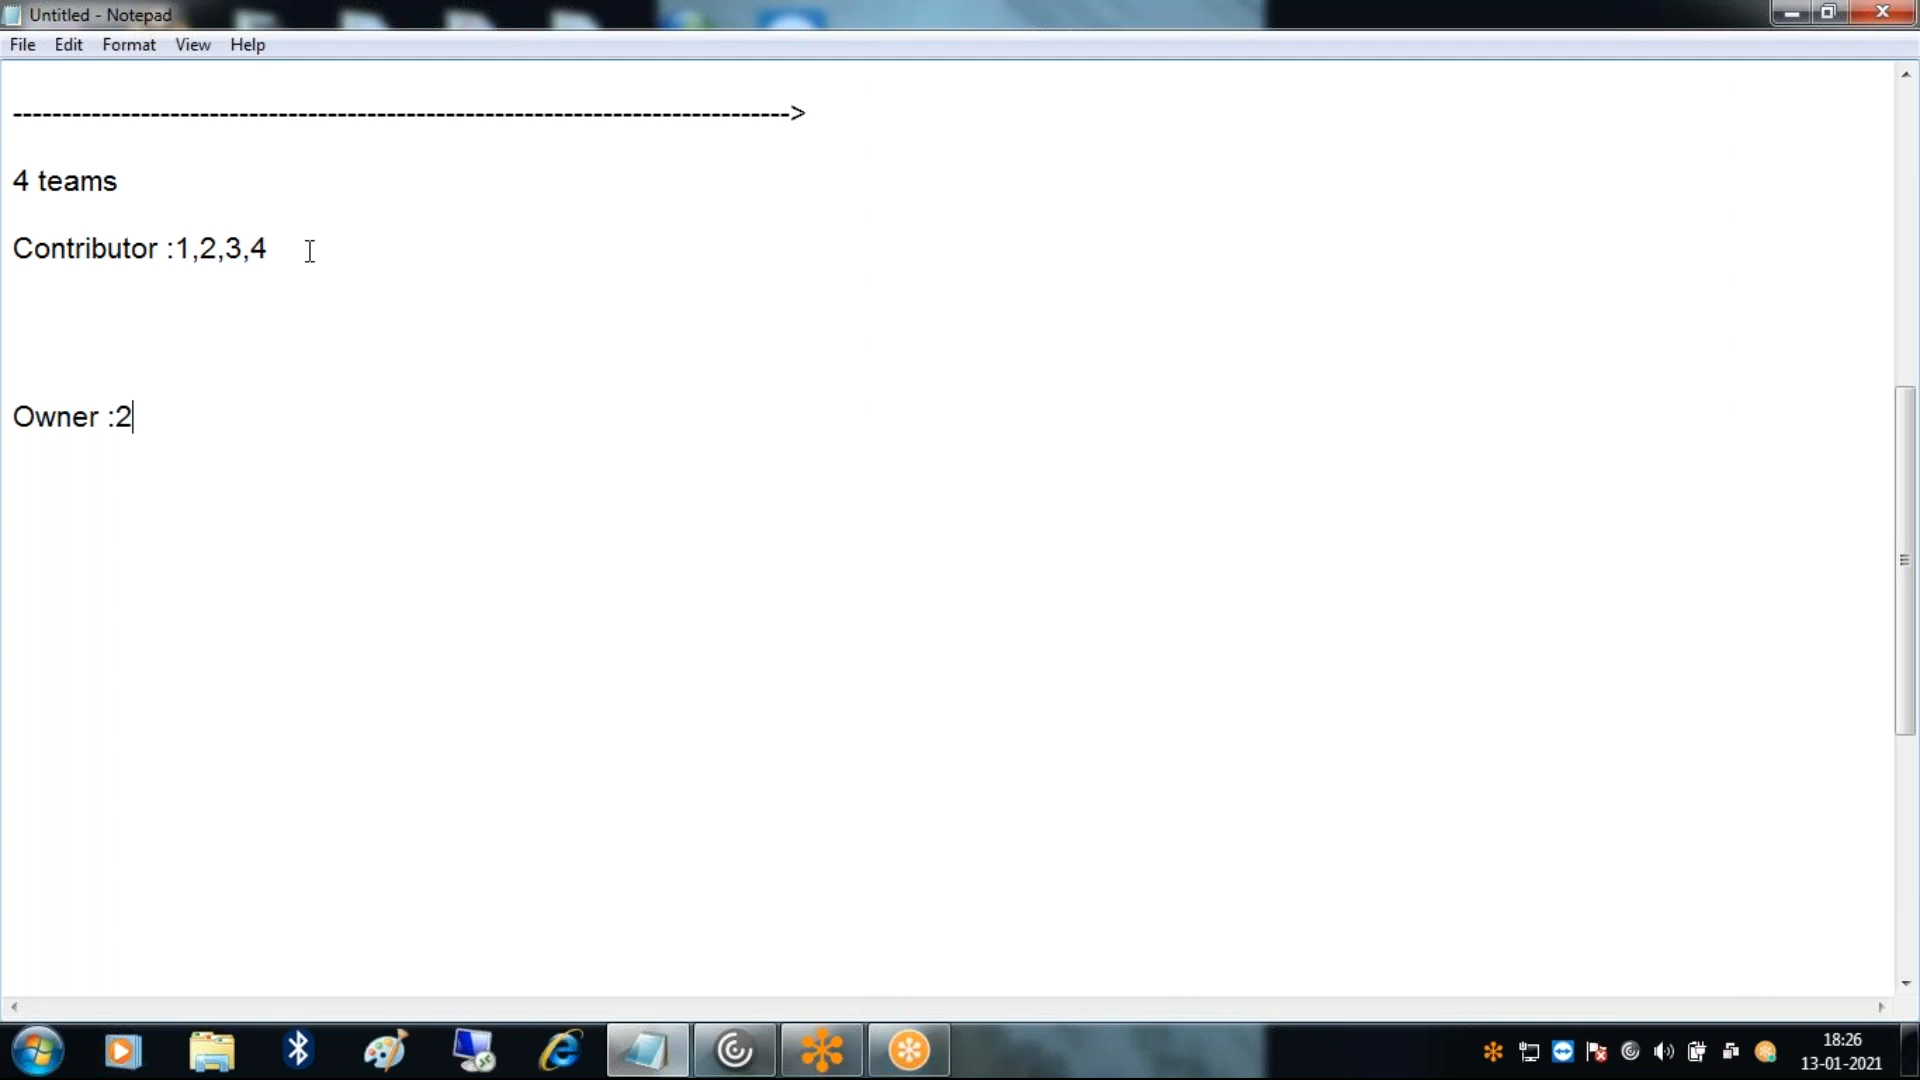 Untitled - Notepad
File Edit Format View Help
------------------------------------------------------------------------------->
4 teams
Contributor :1,2,3,4
Owner :2
18:26
13-01-2021